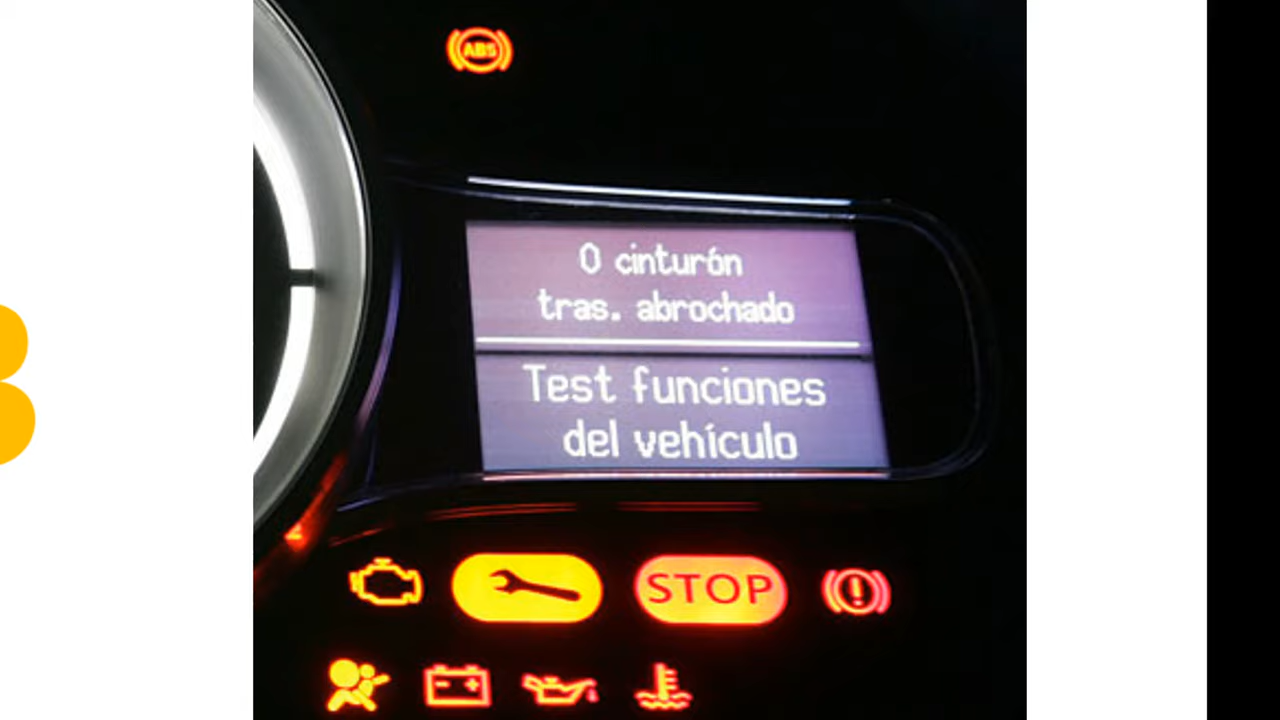 ABS
0 cinturón
tras. abrochado
Test funciones
del vehículo
STOP